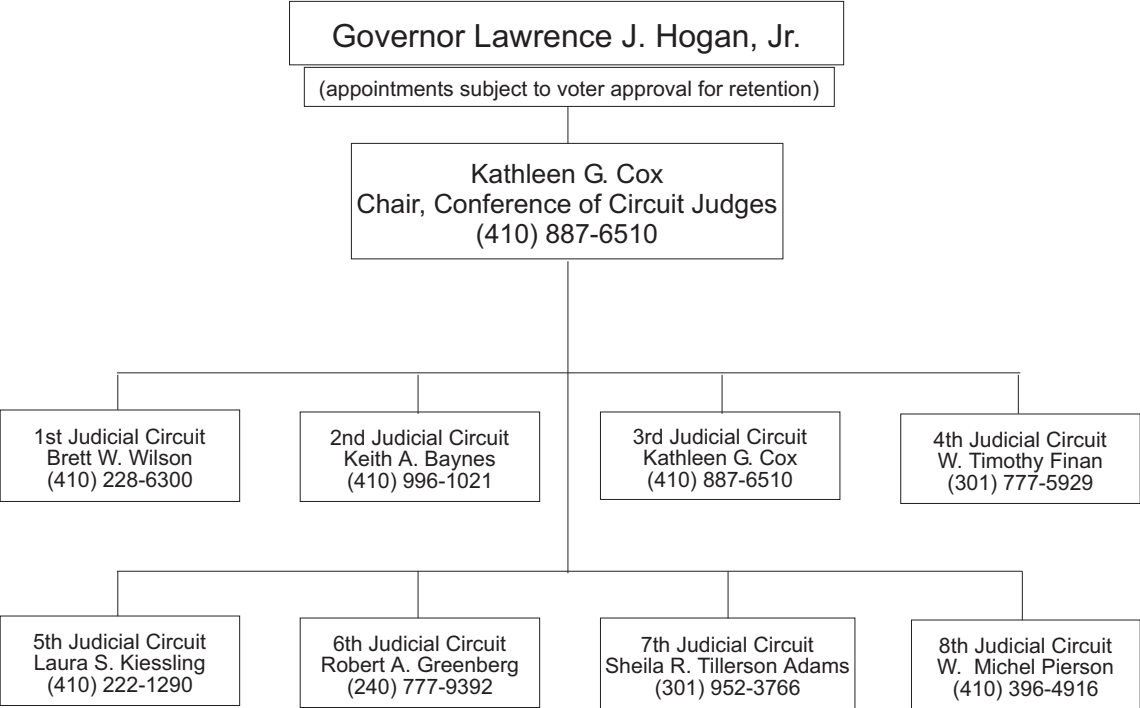 Governor Lawrence J. Hogan, Jr.
(appointments subject to voter approval for retention)
Kathleen G. Cox
Chair, Conference of Circuit Judges
(410) 887-6510
1st Judicial Circuit
Brett W. Wilson
(410) 228-6300
2nd Judicial Circuit
Keith A. Baynes
(410) 996-1021
3rd Judicial Circuit
Kathleen G. Cox
(410) 887-6510
4th Judicial Circuit
W. Timothy Finan
(301) 777-5929
5th Judicial Circuit
Laura S. Kiessling
(410) 222-1290
6th Judicial Circuit
Robert A. Greenberg
(240) 777-9392
7th Judicial Circuit
Sheila R. Tillerson Adams
(301) 952-3766
8th Judicial Circuit
W. Michel Pierson
(410) 396-4916